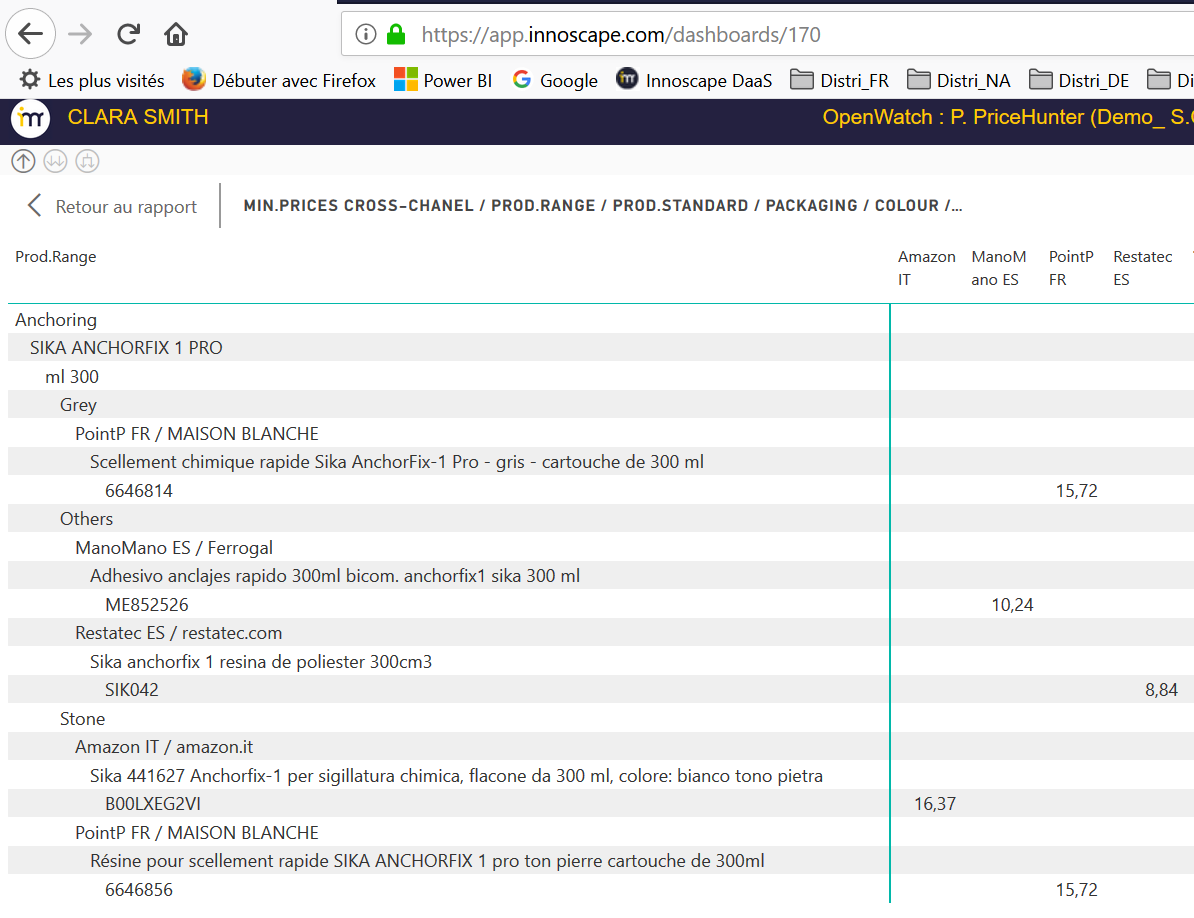 https://app.innoscape.com/dashboards/170
Les plus visités Débuter avec Firefox Power BI Google Innoscape DaaS Distri_FR Distri_NA Distri_DE Di
CLARA SMITH OpenWatch : P. PriceHunter (Demo_ S.
Retour au rapport MIN.PRICES CROSS-CHANEL / PROD.RANGE / PROD.STANDARD / PACKAGING / COLOUR /...
Prod.Range Amazon ManoM PointP Restatec
IT ano ES FR ES
Anchoring
SIKA ANCHORFIX 1 PRO
ml 300
Grey
PointP FR / MAISON BLANCHE
Scellement chimique rapide Sika AnchorFix-1 Pro - gris - cartouche de 300 ml
6646814 15,72
Others
ManoMano ES / Ferrogal
Adhesivo anclajes rapido 300ml bicom. anchorfix1 sika 300 ml
ME852526 10,24
Restatec ES / restatec.com
Sika anchorfix 1 resina de poliester 300cm3
SIK042 8,84
Stone
Amazon IT / amazon.it
Sika 441627 Anchorfix-1 per sigillatura chimica, flacone da 300 ml, colore: bianco tono pietra
B00LXEG2VI 16,37
PointP FR / MAISON BLANCHE
Résine pour scellement rapide SIKA ANCHORFIX 1 pro ton pierre cartouche de 300ml
6646856 15,72